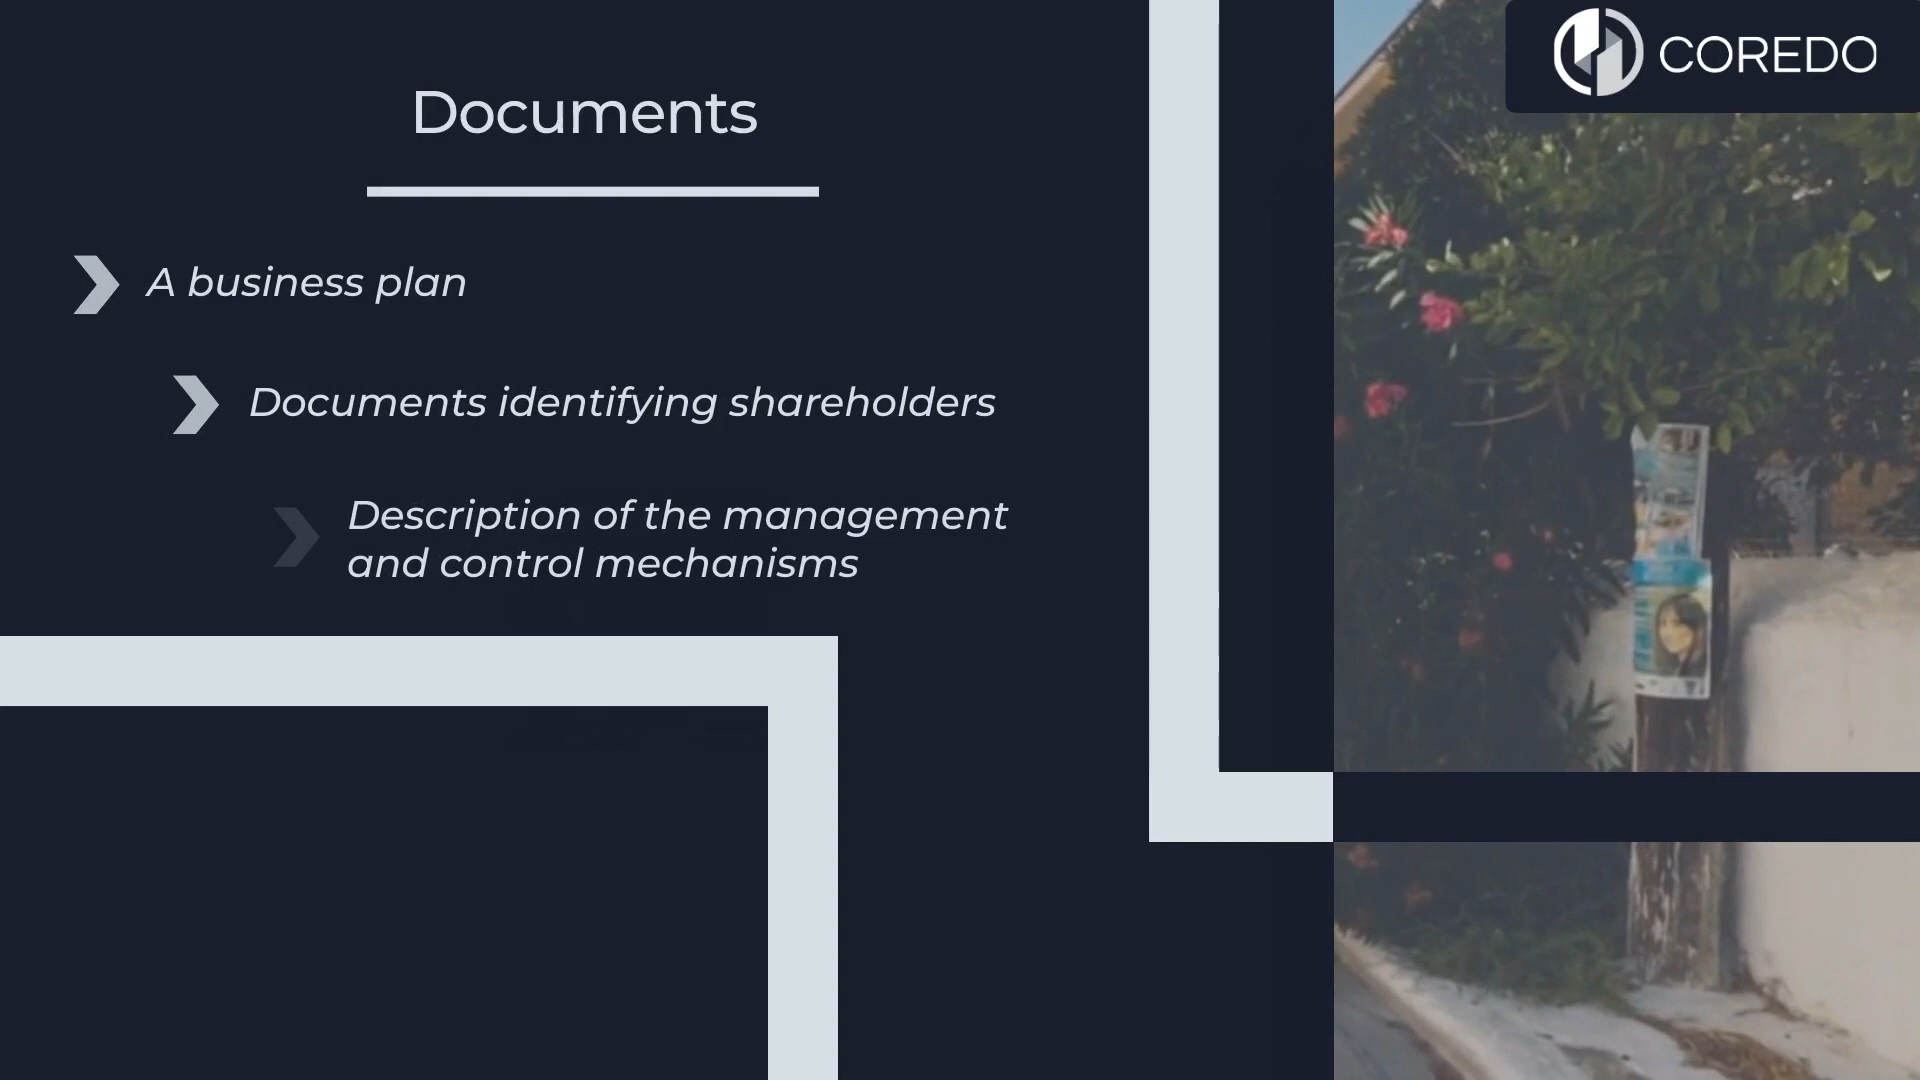 COREDO
Documents
A business plan
Documents identifying shareholders
Description of the management
and control mechanisms